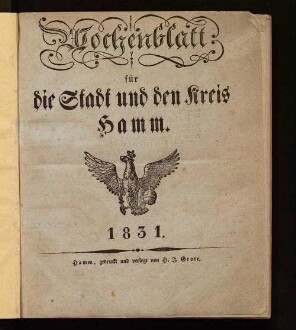 Wochenblatt
für
die Stadt und den Kreis
Hamm.
1831.
Hamm, gedruckt und verlegt von H. J. Grote.